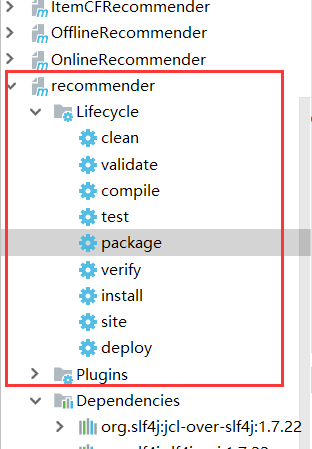 ItemCFRecommender
OfflineRecommender
OnlineRecommender
recommender
Lifecycle
clean
validate
compile
test
package
verify
install
site
deploy
Plugins
Dependencies
org.slf4j:jcl-over-slf4j:1.7.22